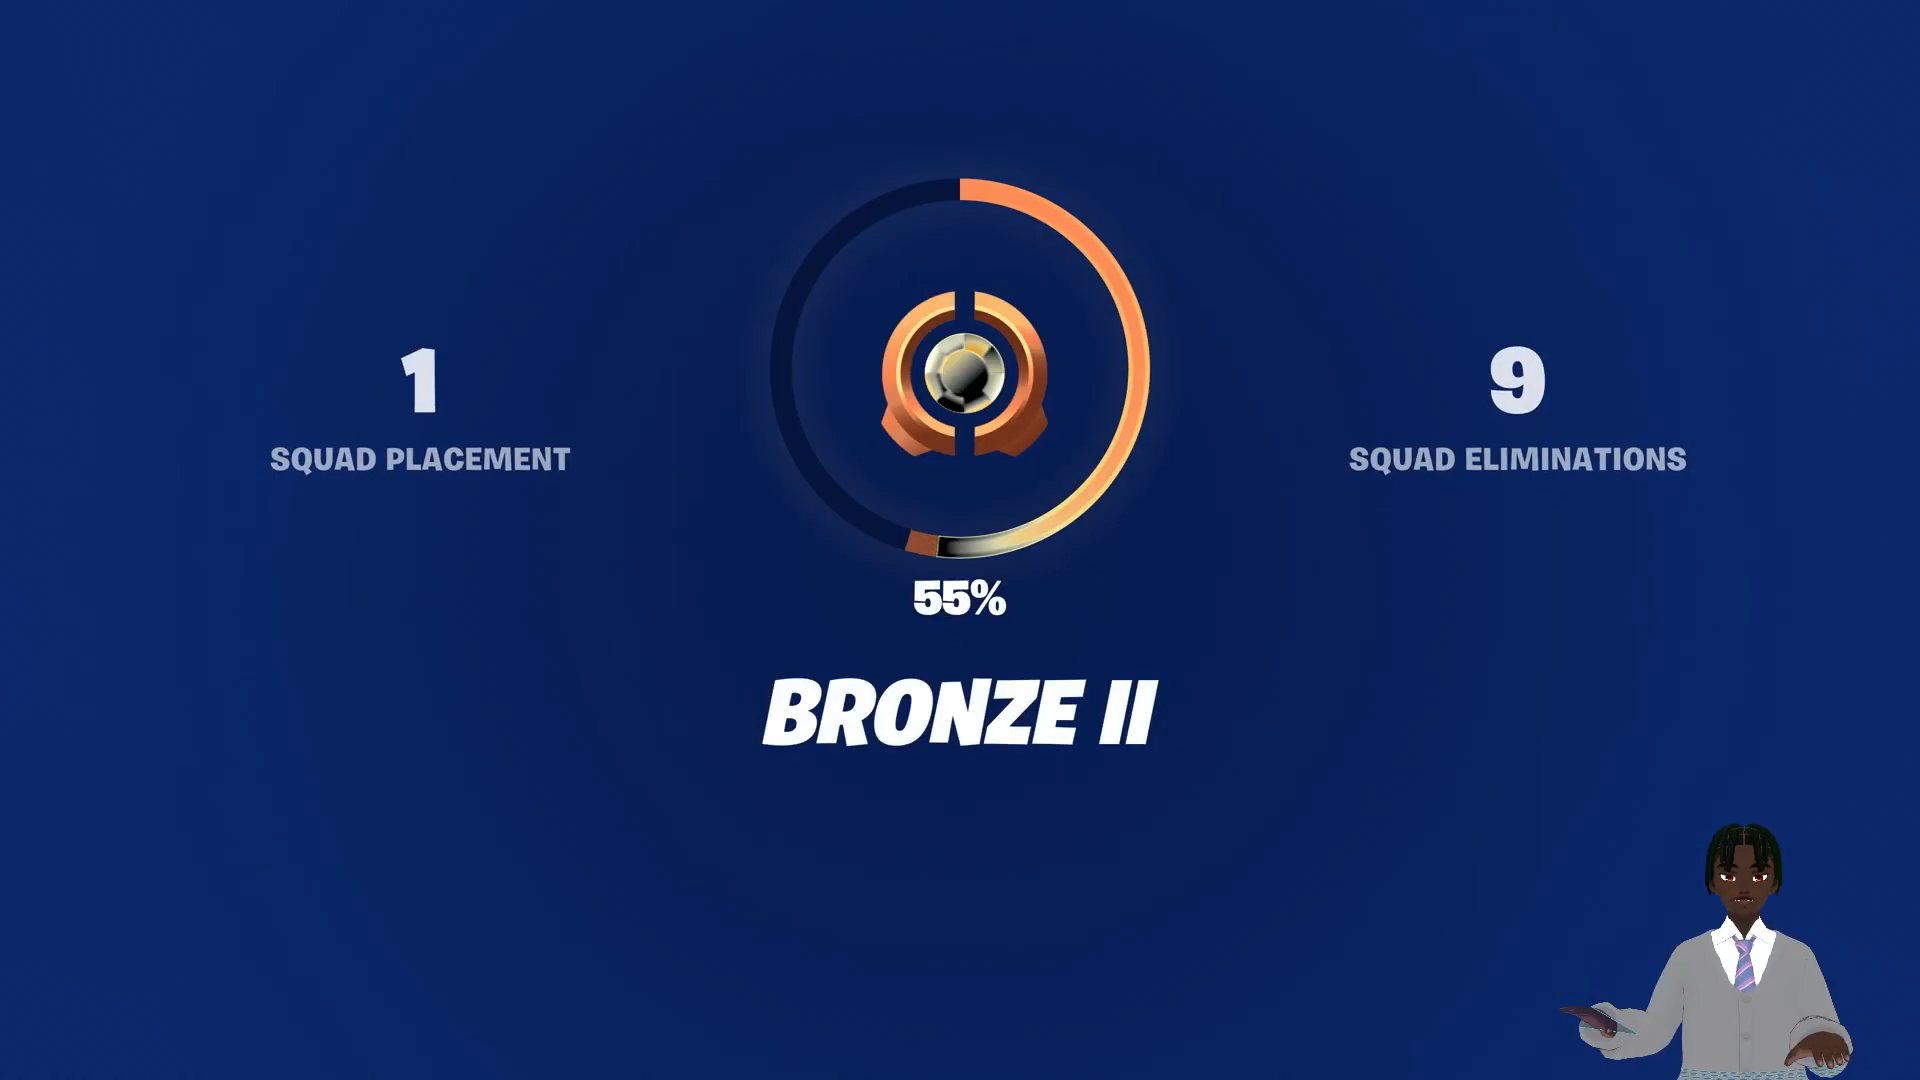 1
SQUAD PLACEMENT
9
SQUAD ELIMINATIONS
55%
BRONZE II